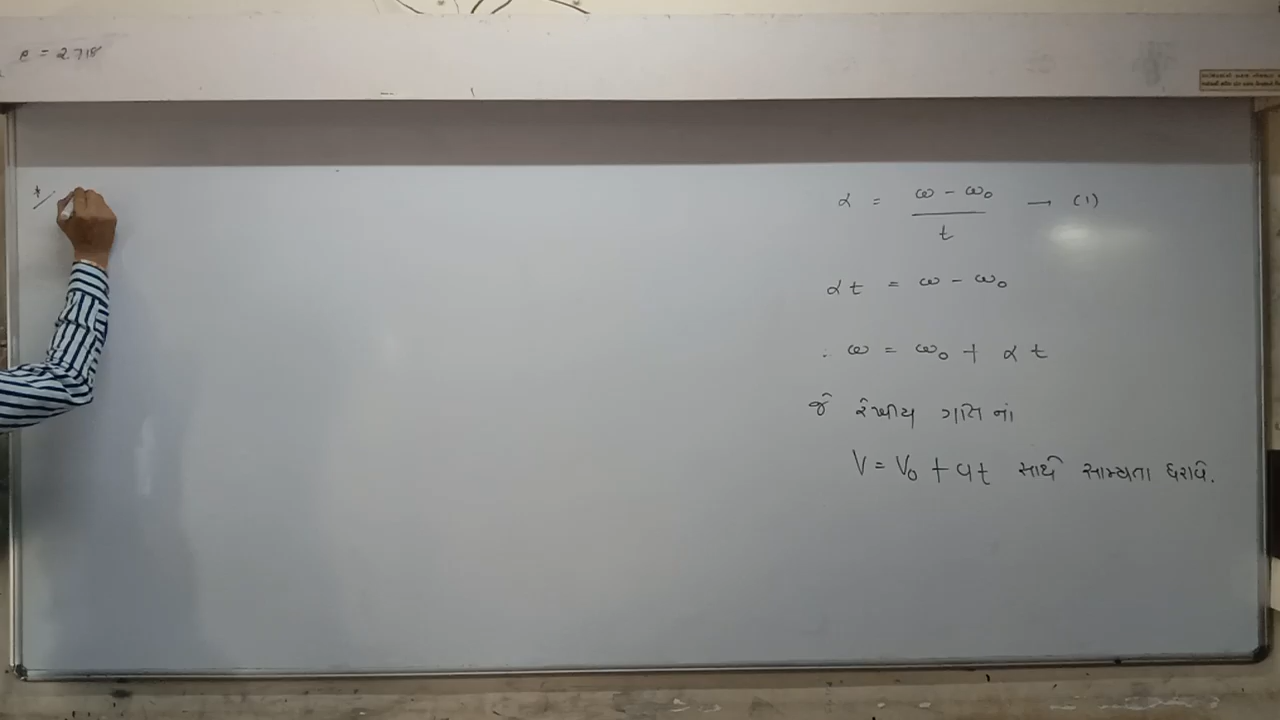 e = 2.718
*
α = ω - ω₀ / t → (1)
αt = ω - ω₀
∴ ω = ω₀ + αt
જે રેખીય ગતિ નાં
V = V₀ + at સાથે સામ્યતા ધરાવે.